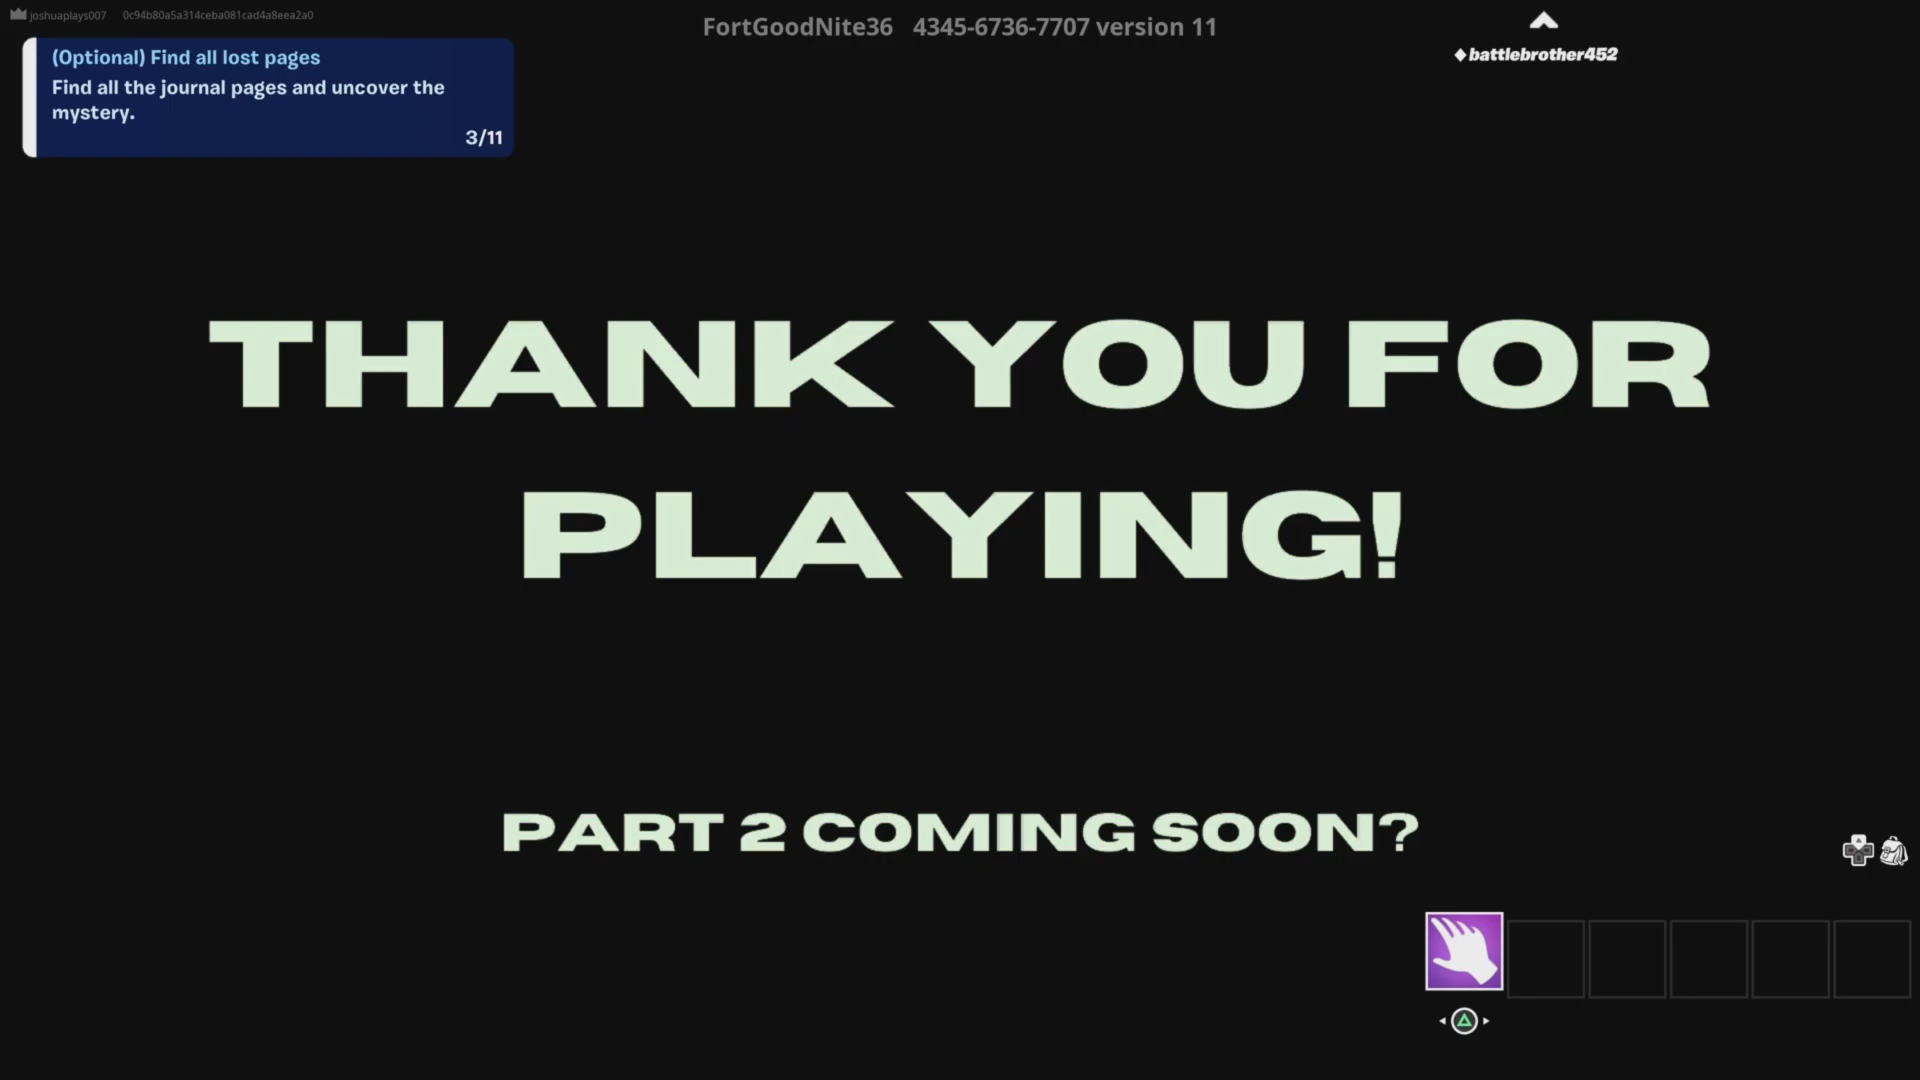 joshuaplays007 0c94b80a5a314ceba081cad4a8eea2a0
FortGoodNite36 4345-6736-7707 version 11
battlebrother452
(Optional) Find all lost pages
Find all the journal pages and uncover the
mystery.
3/11
THANK YOU FOR
PLAYING!
PART 2 COMING SOON?